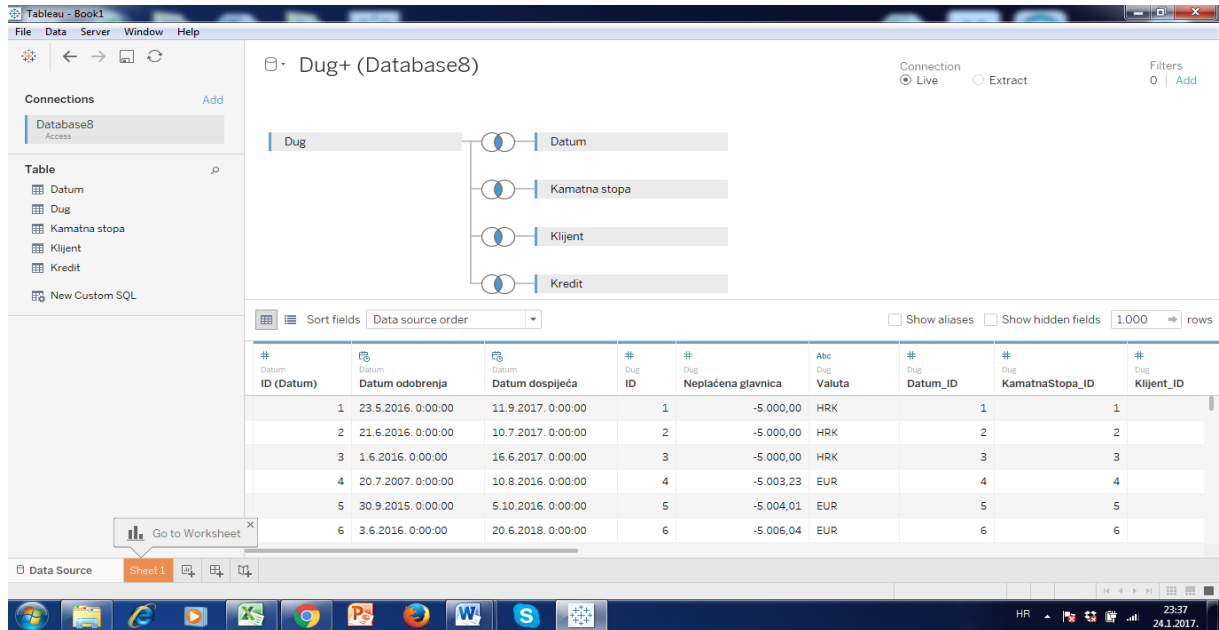 Tableau - Book1
File Data Server Window Help
Dug+ (Database8)
Connection
Live Extract
Filters
0 Add
Connections Add
Database8
Access
Table
Datum
Dug
Kamatna stopa
Klijent
Kredit
New Custom SQL
Dug
Datum
Kamatna stopa
Klijent
Kredit
Sort fields Data source order Show aliases Show hidden fields 1.000 rows
# # # Abc # # #
Datum Datum Datum Dug Dug Dug Dug Dug Dug
ID (Datum) Datum odobrenja Datum dospijeća ID Neplaćena glavnica Valuta Datum_ID KamatnaStopa_ID Klijent_ID
1 23.5.2016. 0:00:00 11.9.2017. 0:00:00 1 -5.000,00 HRK 1 1
2 21.6.2016. 0:00:00 10.7.2017. 0:00:00 2 -5.000,00 HRK 2 2
3 1.6.2016. 0:00:00 16.6.2017. 0:00:00 3 -5.000,00 HRK 3 3
4 20.7.2007. 0:00:00 10.8.2016. 0:00:00 4 -5.003,23 EUR 4 4
5 30.9.2015. 0:00:00 5.10.2016. 0:00:00 5 -5.004,01 EUR 5 5
6 3.6.2016. 0:00:00 20.6.2018. 0:00:00 6 -5.006,04 EUR 6 6
Go to Worksheet
Data Source Sheet 1
HR 23:37
24.1.2017.